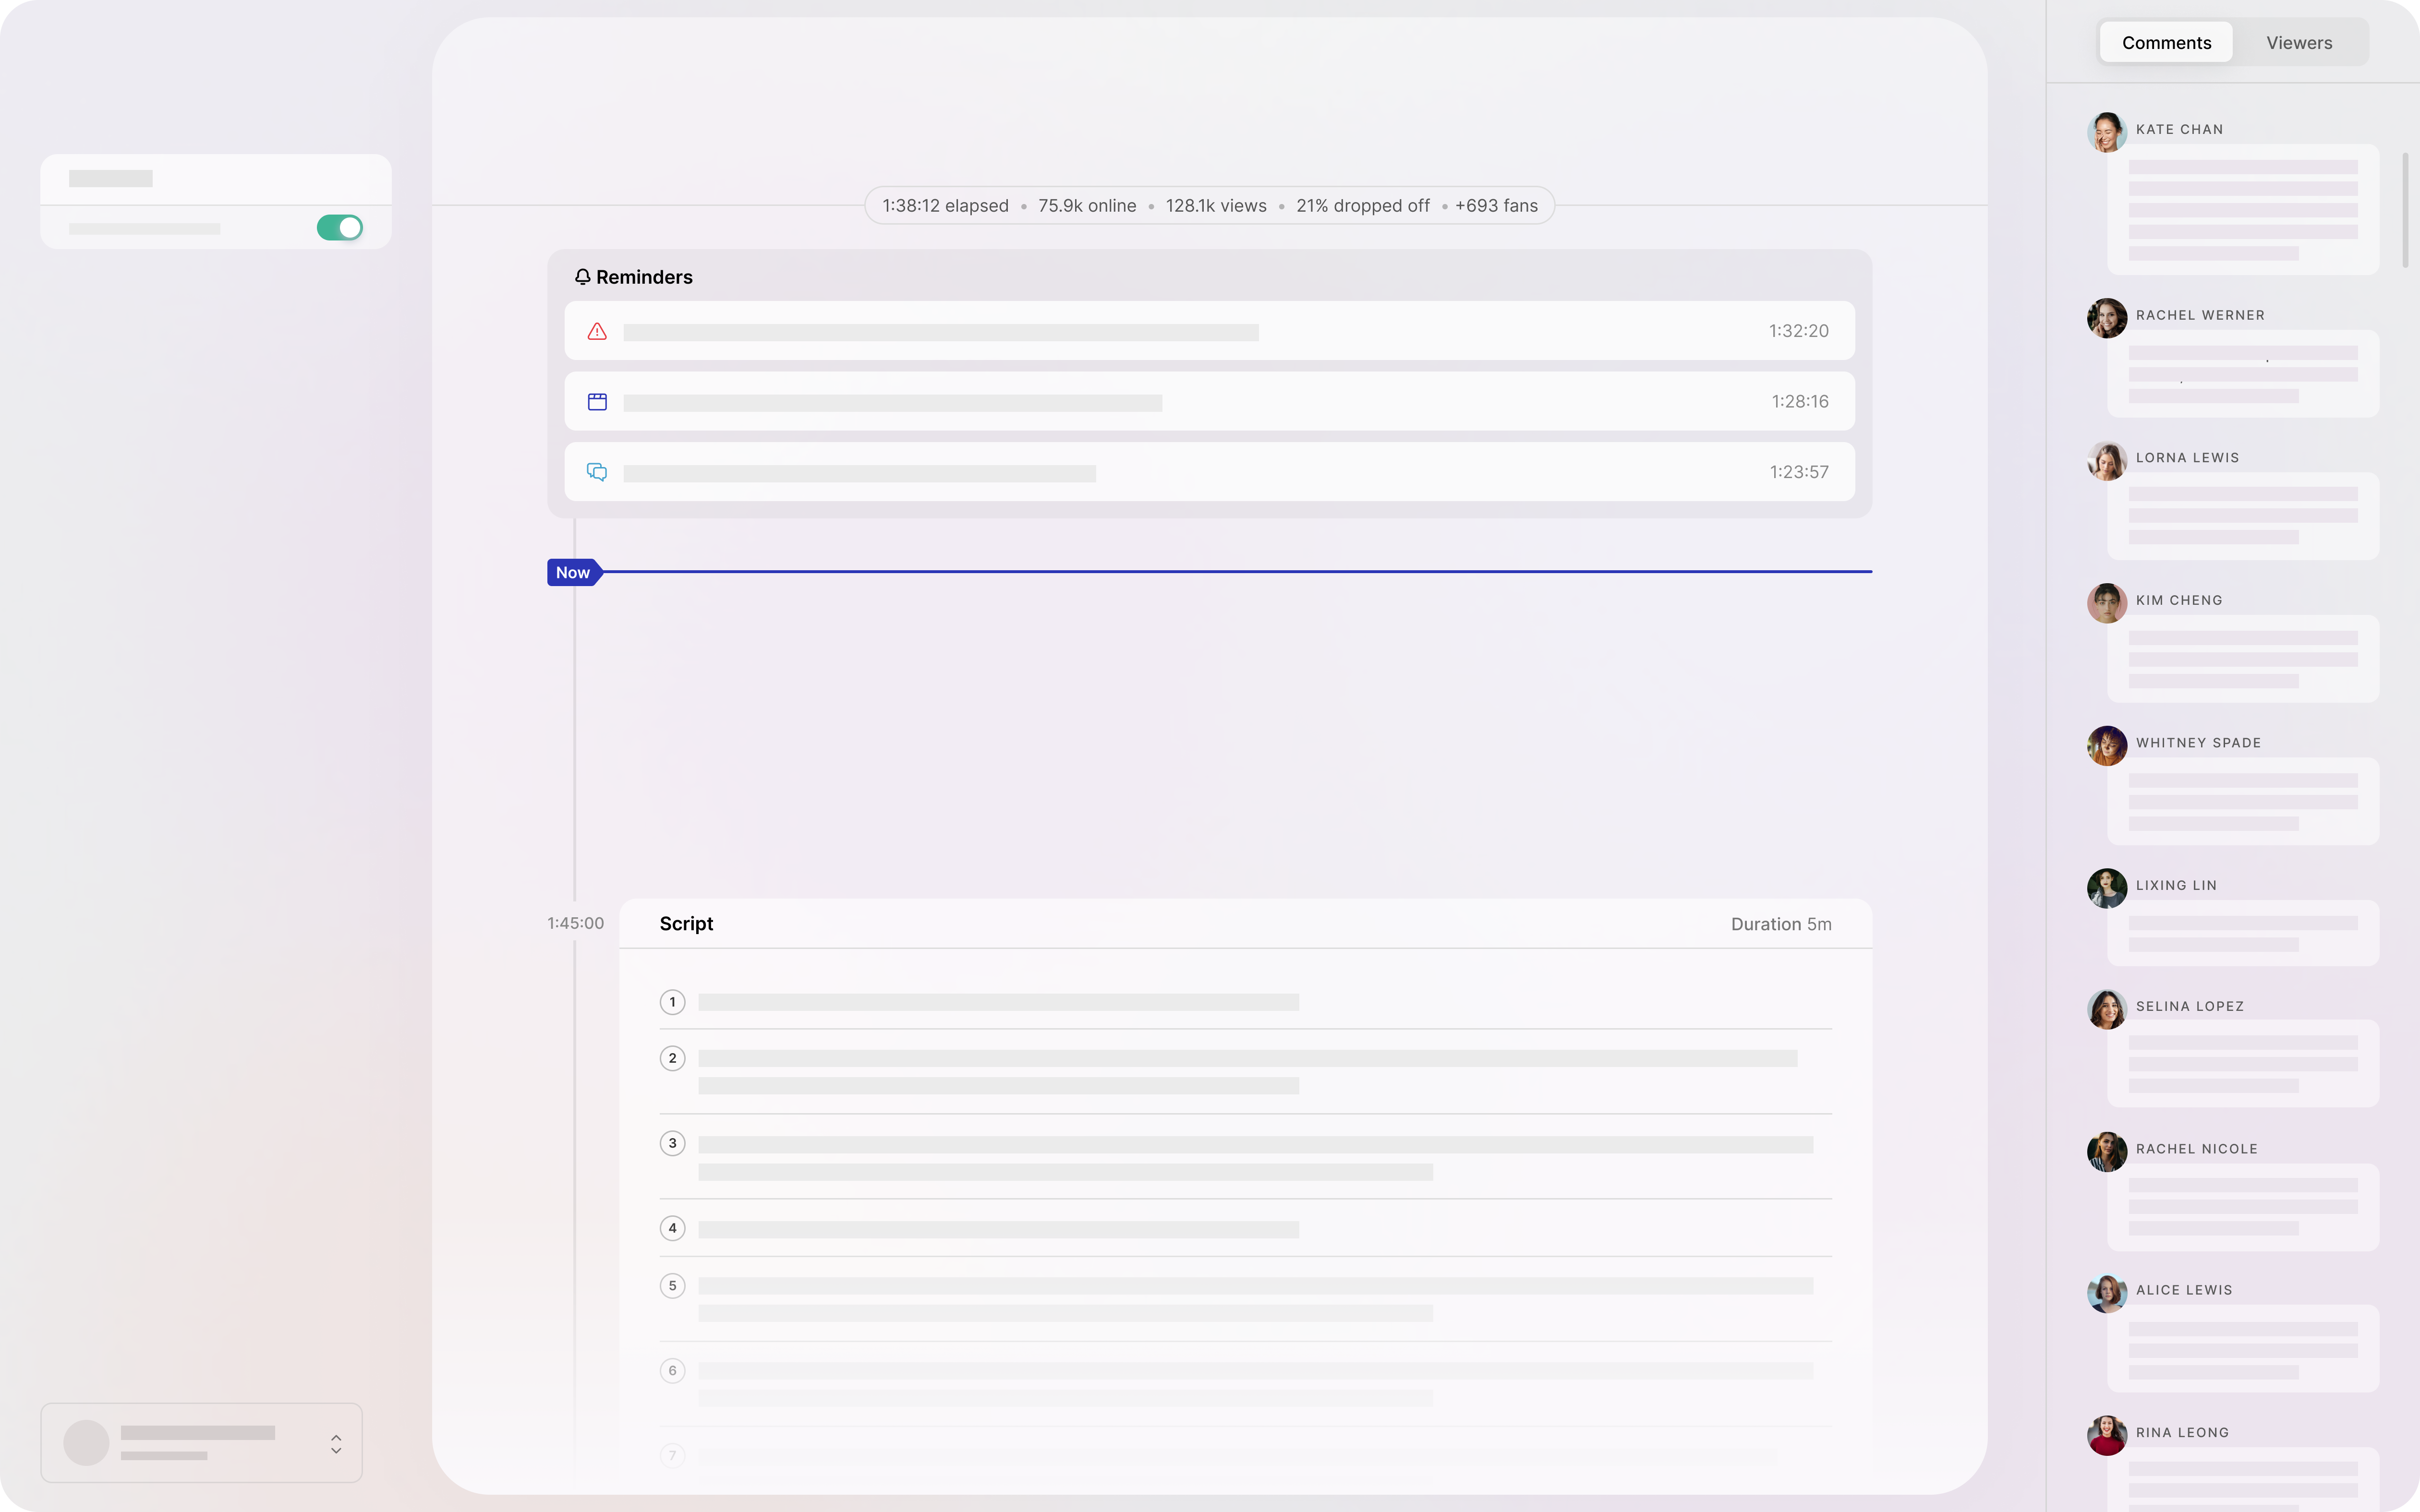 Comments Viewers
1:38:12 elapsed • 75.9k online • 128.1k views • 21% dropped off • +693 fans
Reminders
1:32:20
1:28:16
1:23:57
Now
1:45:00
Script
Duration 5m
1
2
3
4
5
6
7
KATE CHAN
RACHEL WERNER
LORNA LEWIS
KIM CHENG
WHITNEY SPADE
LIXING LIN
SELINA LOPEZ
RACHEL NICOLE
ALICE LEWIS
RINA LEONG